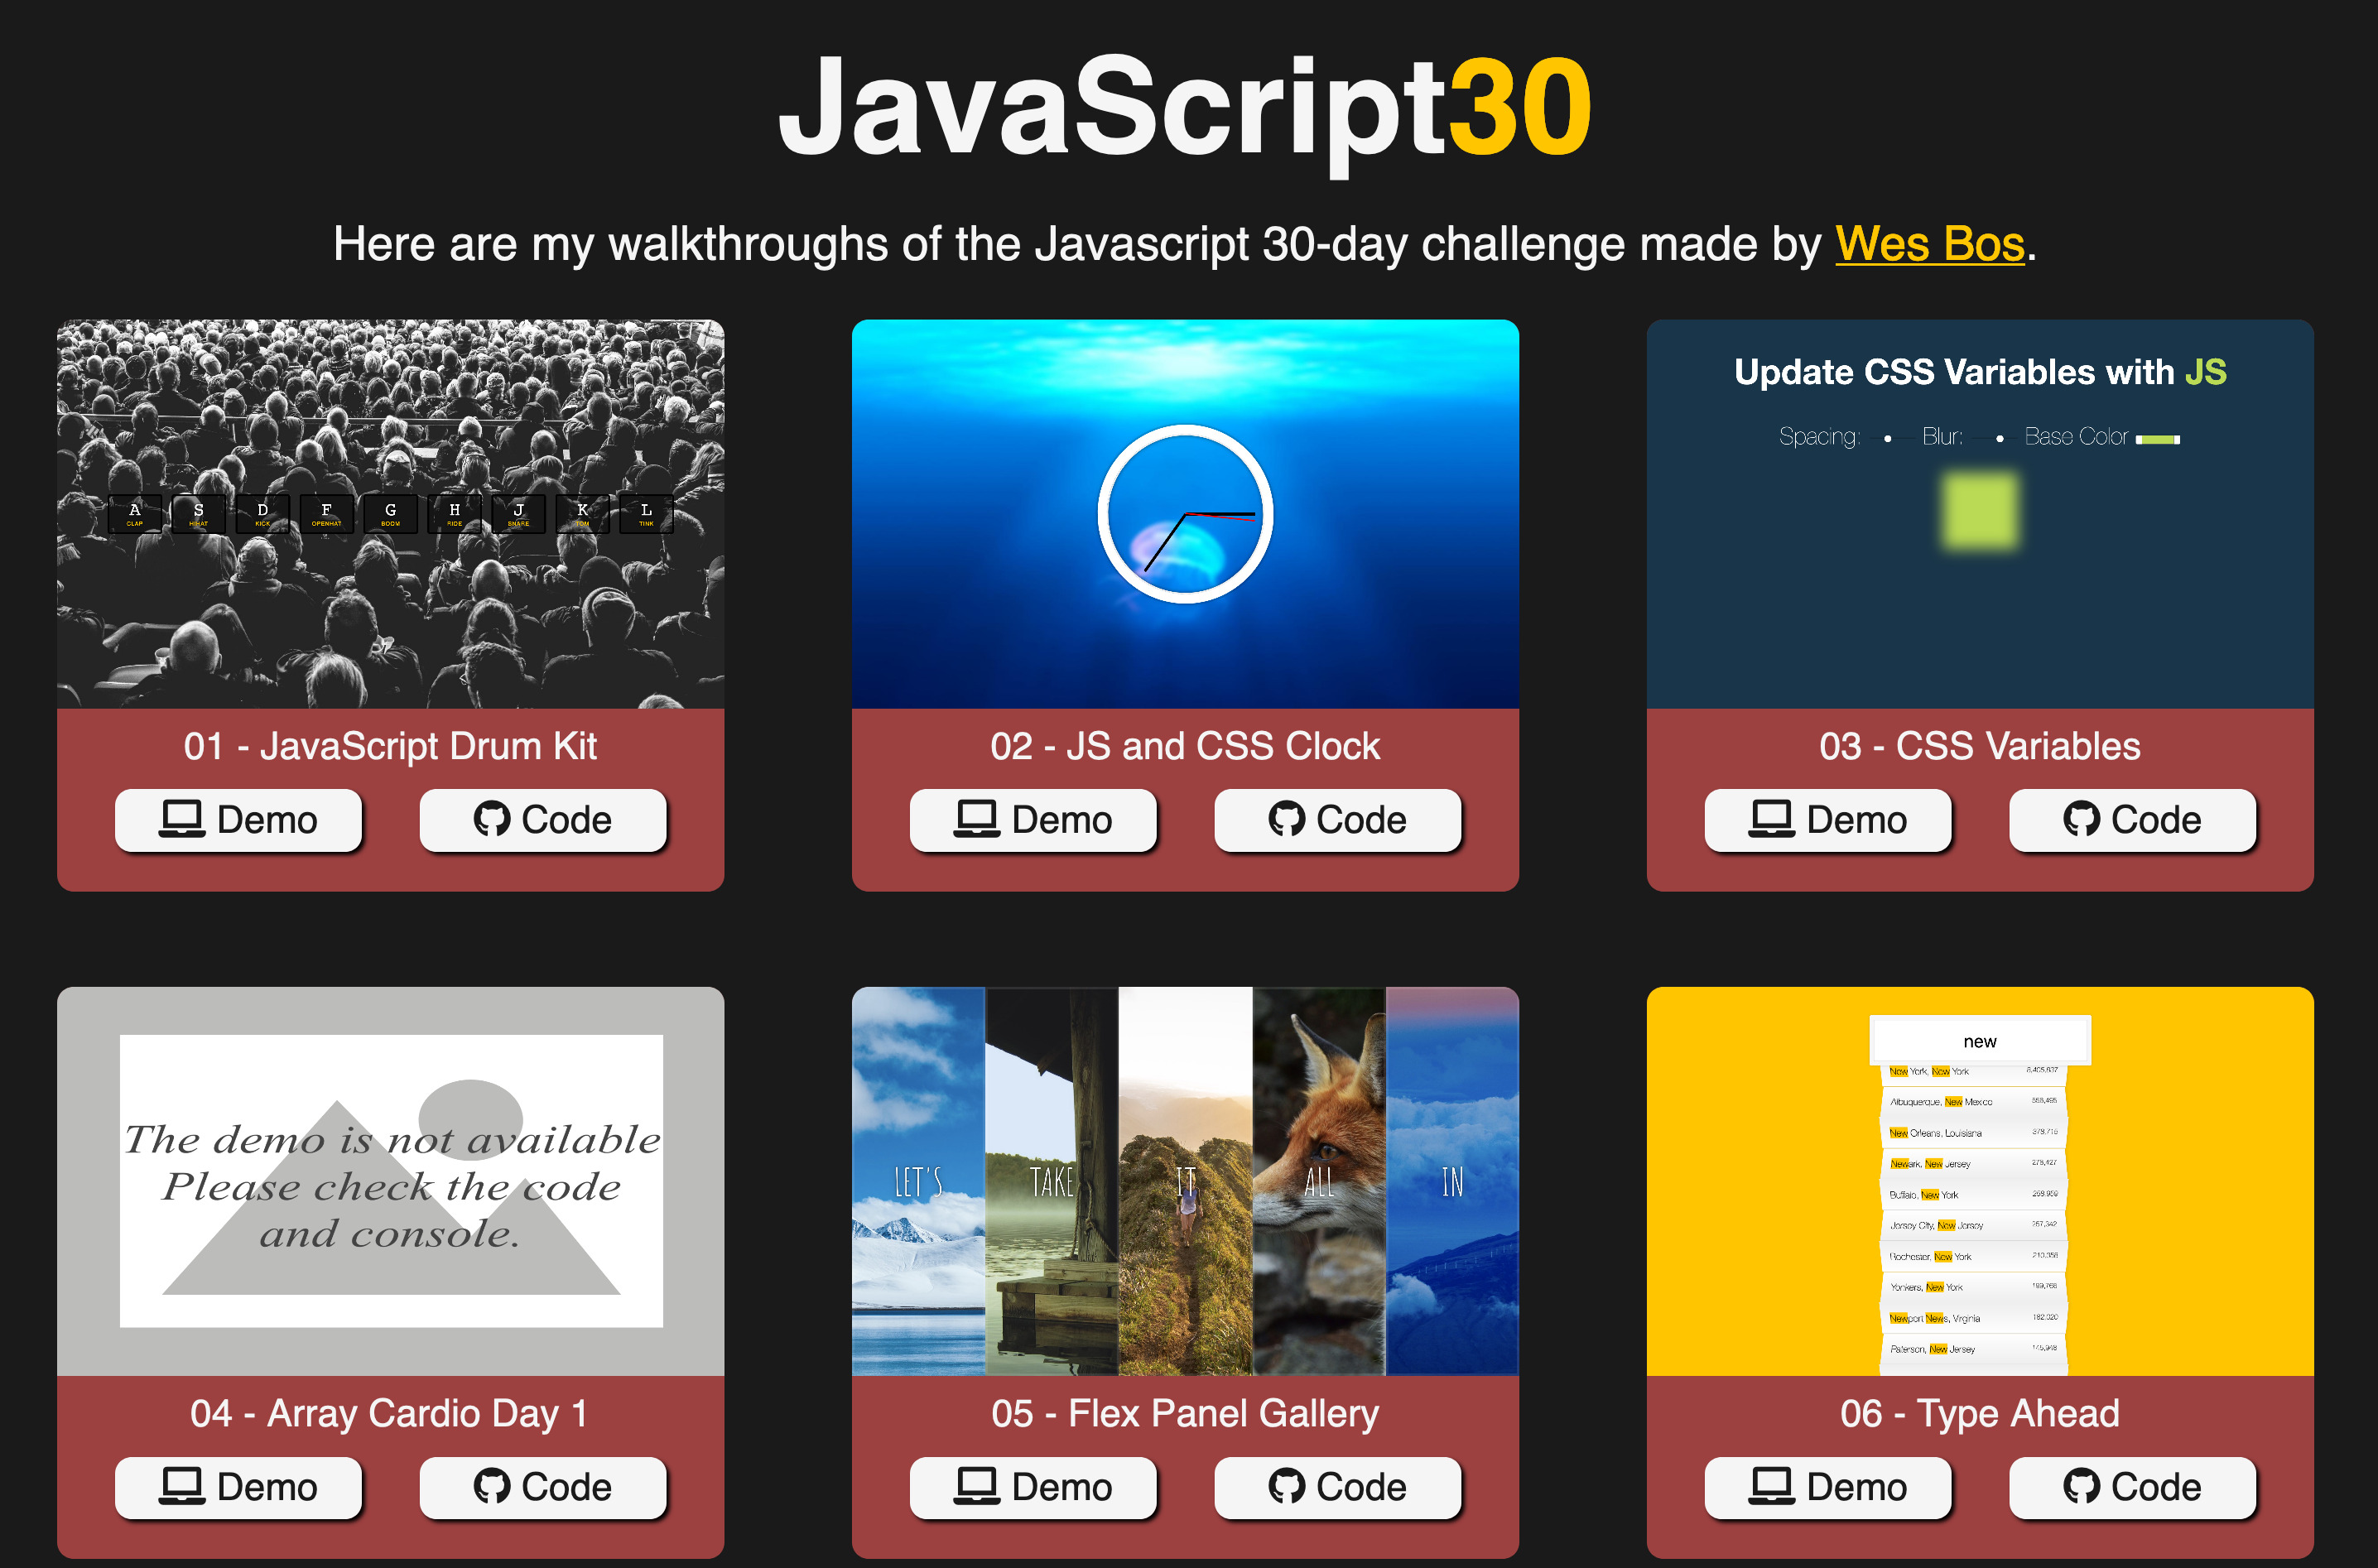 JavaScript30
Here are my walkthroughs of the Javascript 30-day challenge made by Wes Bos.
A S D F G H J K L
CLAP HIHAT KICK OPENHAT BOOM RIDE SNARE TOM TINK
01 - JavaScript Drum Kit
Demo Code
02 - JS and CSS Clock
Demo Code
Update CSS Variables with JS
Spacing: Blur: Base Color
03 - CSS Variables
Demo Code
The demo is not available
Please check the code
and console.
04 - Array Cardio Day 1
Demo Code
LET'S TAKE IT ALL IN
05 - Flex Panel Gallery
Demo Code
new
New York, New York 8,405,837
Albuquerque, New Mexico 556,495
New Orleans, Louisiana 378,715
Newark, New Jersey 278,427
Buffalo, New York 258,959
Jersey City, New Jersey 257,342
Rochester, New York 210,358
Yonkers, New York 199,766
Newport News, Virginia 182,020
Paterson, New Jersey 145,948
06 - Type Ahead
Demo Code